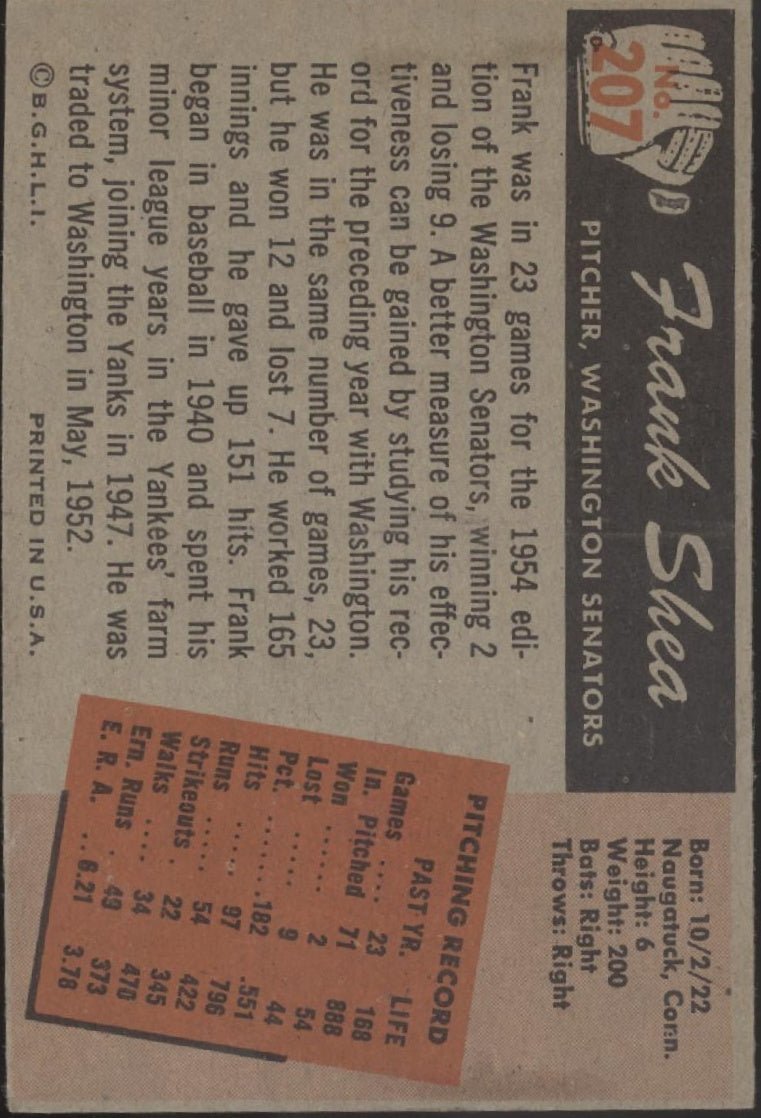 No.
207
Frank Shea
PITCHER, WASHINGTON SENATORS
Born: 10/2/22
Naugatuck, Conn.
Height: 6
Weight: 200
Bats: Right
Throws: Right
Frank was in 23 games for the 1954 edi-
tion of the Washington Senators, winning 2
and losing 9. A better measure of his effec-
tiveness can be gained by studying his rec-
ord for the preceding year with Washington.
He was in the same number of games, 23,
but he won 12 and lost 7. He worked 165
innings and he gave up 151 hits. Frank
began in baseball in 1940 and spent his
minor league years in the Yankees' farm
system, joining the Yanks in 1947. He was
traded to Washington in May, 1952.
© B.G.H.L.I. PRINTED IN U.S.A.
PITCHING RECORD
PAST YR. LIFE
Games .... 23 168
In. Pitched 71 888
Won ...... 2 54
Lost ..... 9 44
Pct. .......182 .551
Hits ..... 97 796
Runs ..... 54 422
Strikeouts . 22 345
Walks .... 34 470
Ern. Runs . 49 373
E. R. A. .. 6.21 3.78